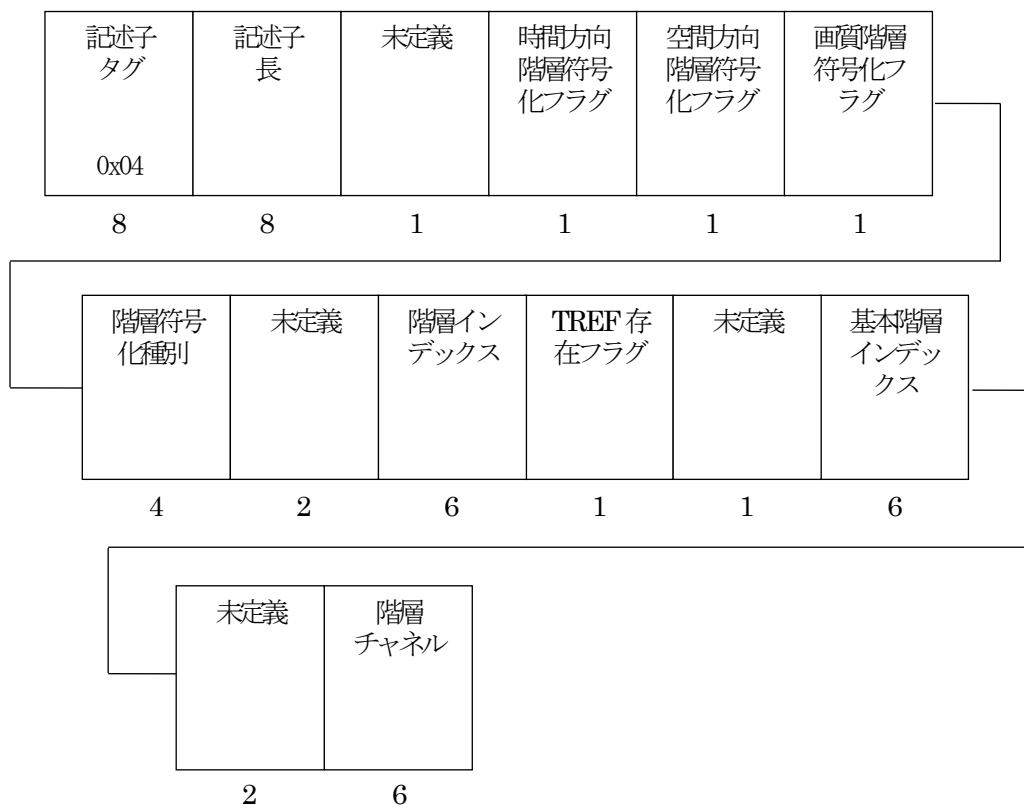 記述子
タグ
0x04
記述子
長
未定義
時間方向
階層符号
化フラグ
空間方向
階層符号
化フラグ
画質階層
符号化フ
ラグ
8
8
1
1
1
1
階層符号
化種別
未定義
階層イン
デックス
TREF 存
在フラグ
未定義
基本階層
インデッ
クス
4
2
6
1
1
6
未定義
階層
チャネル
2
6